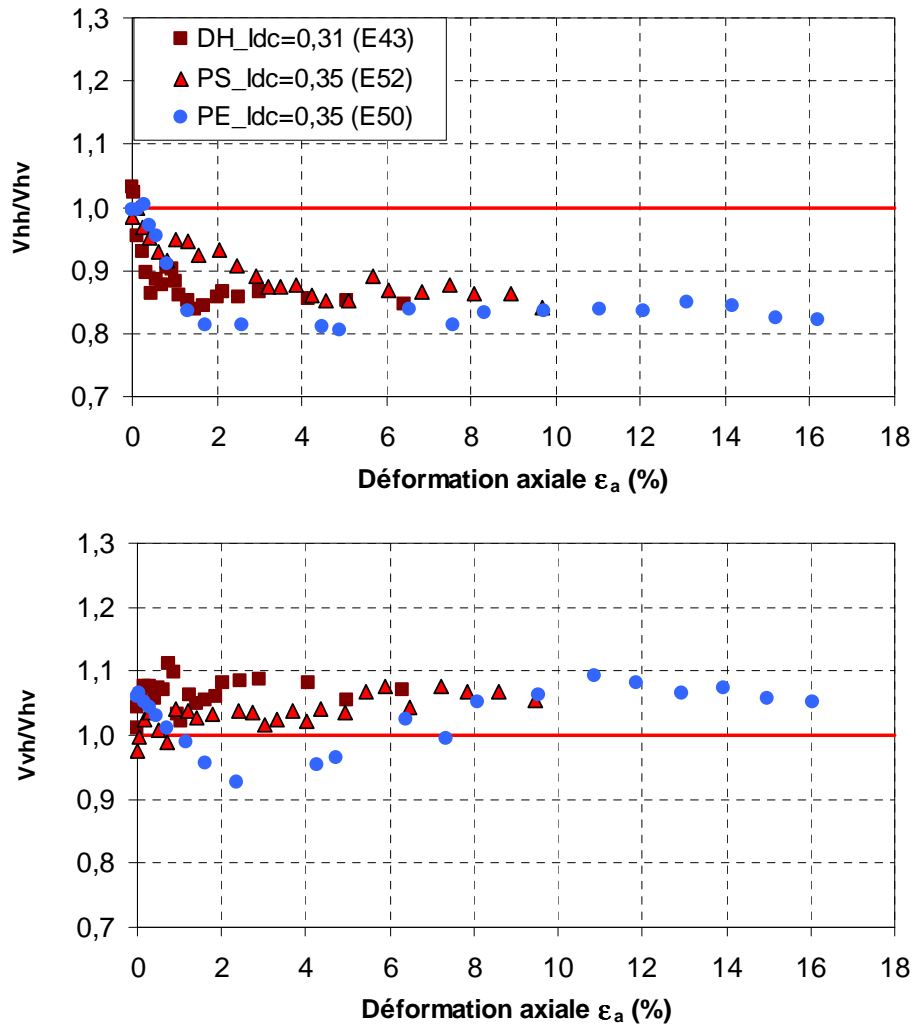 1,3
1,2
1,1
1,0
0,9
0,8
0,7
Vhh/Vhv
DH_Idc=0,31 (E43)
PS_Idc=0,35 (E52)
PE_Idc=0,35 (E50)
0 2 4 6 8 10 12 14 16 18
Déformation axiale εa (%)
1,3
1,2
1,1
1,0
0,9
0,8
0,7
Vvh/Vhv
0 2 4 6 8 10 12 14 16 18
Déformation axiale εa (%)